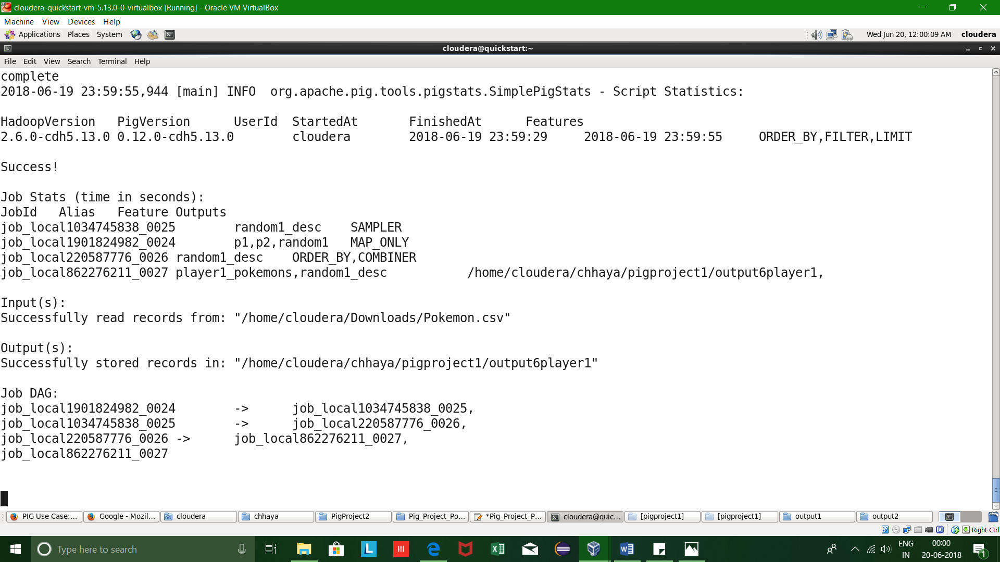 cloudera-quickstart-vm-5.13.0-0-virtualbox [Running] - Oracle VM VirtualBox
Machine View Devices Help
Applications Places System Wed Jun 20, 12:00:09 AM cloudera
cloudera@quickstart:~
File Edit View Search Terminal Help
complete
2018-06-19 23:59:55,944 [main] INFO  org.apache.pig.tools.pigstats.SimplePigStats - Script Statistics:
HadoopVersion PigVersion UserId StartedAt FinishedAt Features
2.6.0-cdh5.13.0 0.12.0-cdh5.13.0 cloudera 2018-06-19 23:59:29 2018-06-19 23:59:55 ORDER_BY,FILTER,LIMIT
Success!
Job Stats (time in seconds):
JobId Alias Feature Outputs
job_local1034745838_0025 random1_desc SAMPLER
job_local1901824982_0024 p1,p2,random1 MAP_ONLY
job_local220587776_0026 random1_desc ORDER_BY,COMBINER
job_local862276211_0027 player1_pokemons,random1_desc /home/cloudera/chhaya/pigproject1/output6player1,
Input(s):
Successfully read records from: "/home/cloudera/Downloads/Pokemon.csv"
Output(s):
Successfully stored records in: "/home/cloudera/chhaya/pigproject1/output6player1"
Job DAG:
job_local1901824982_0024 -> job_local1034745838_0025,
job_local1034745838_0025 -> job_local220587776_0026,
job_local220587776_0026 -> job_local862276211_0027,
job_local862276211_0027
PIG Use Case:... Google - Mozil... cloudera chhaya PigProject2 Pig_Project_Po... *Pig_Project_P... cloudera@quic... [pigproject1] [pigproject1] output1 output2
Right Ctrl
Type here to search
ENG
IN
00:00
20-06-2018
1